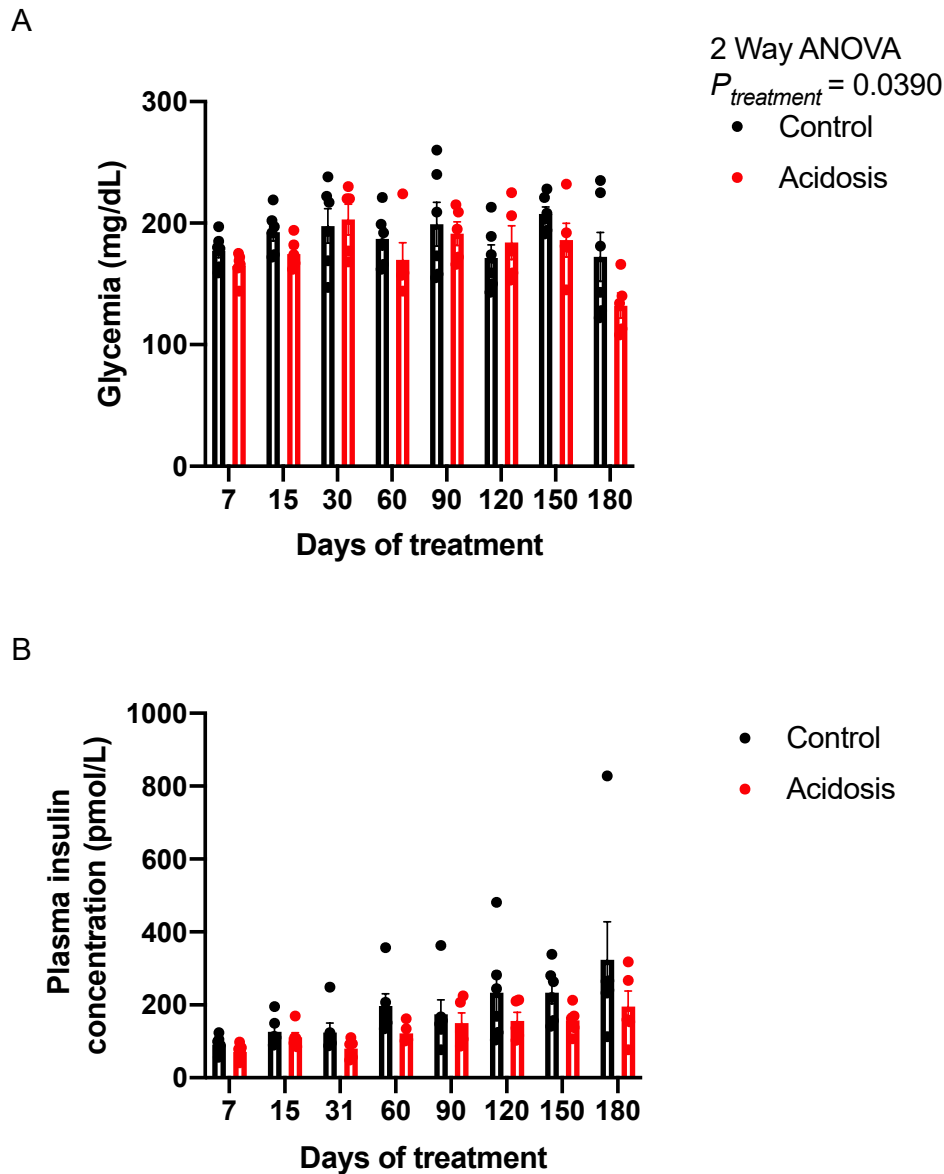 A
2 Way ANOVA
Ptreatment = 0.0390
Control
Acidosis
Glycemia (mg/dL)
300
200
100
0
7 15 30 60 90 120 150 180
Days of treatment
B
Control
Acidosis
Plasma insulin
concentration (pmol/L)
1000
800
600
400
200
0
7 15 31 60 90 120 150 180
Days of treatment